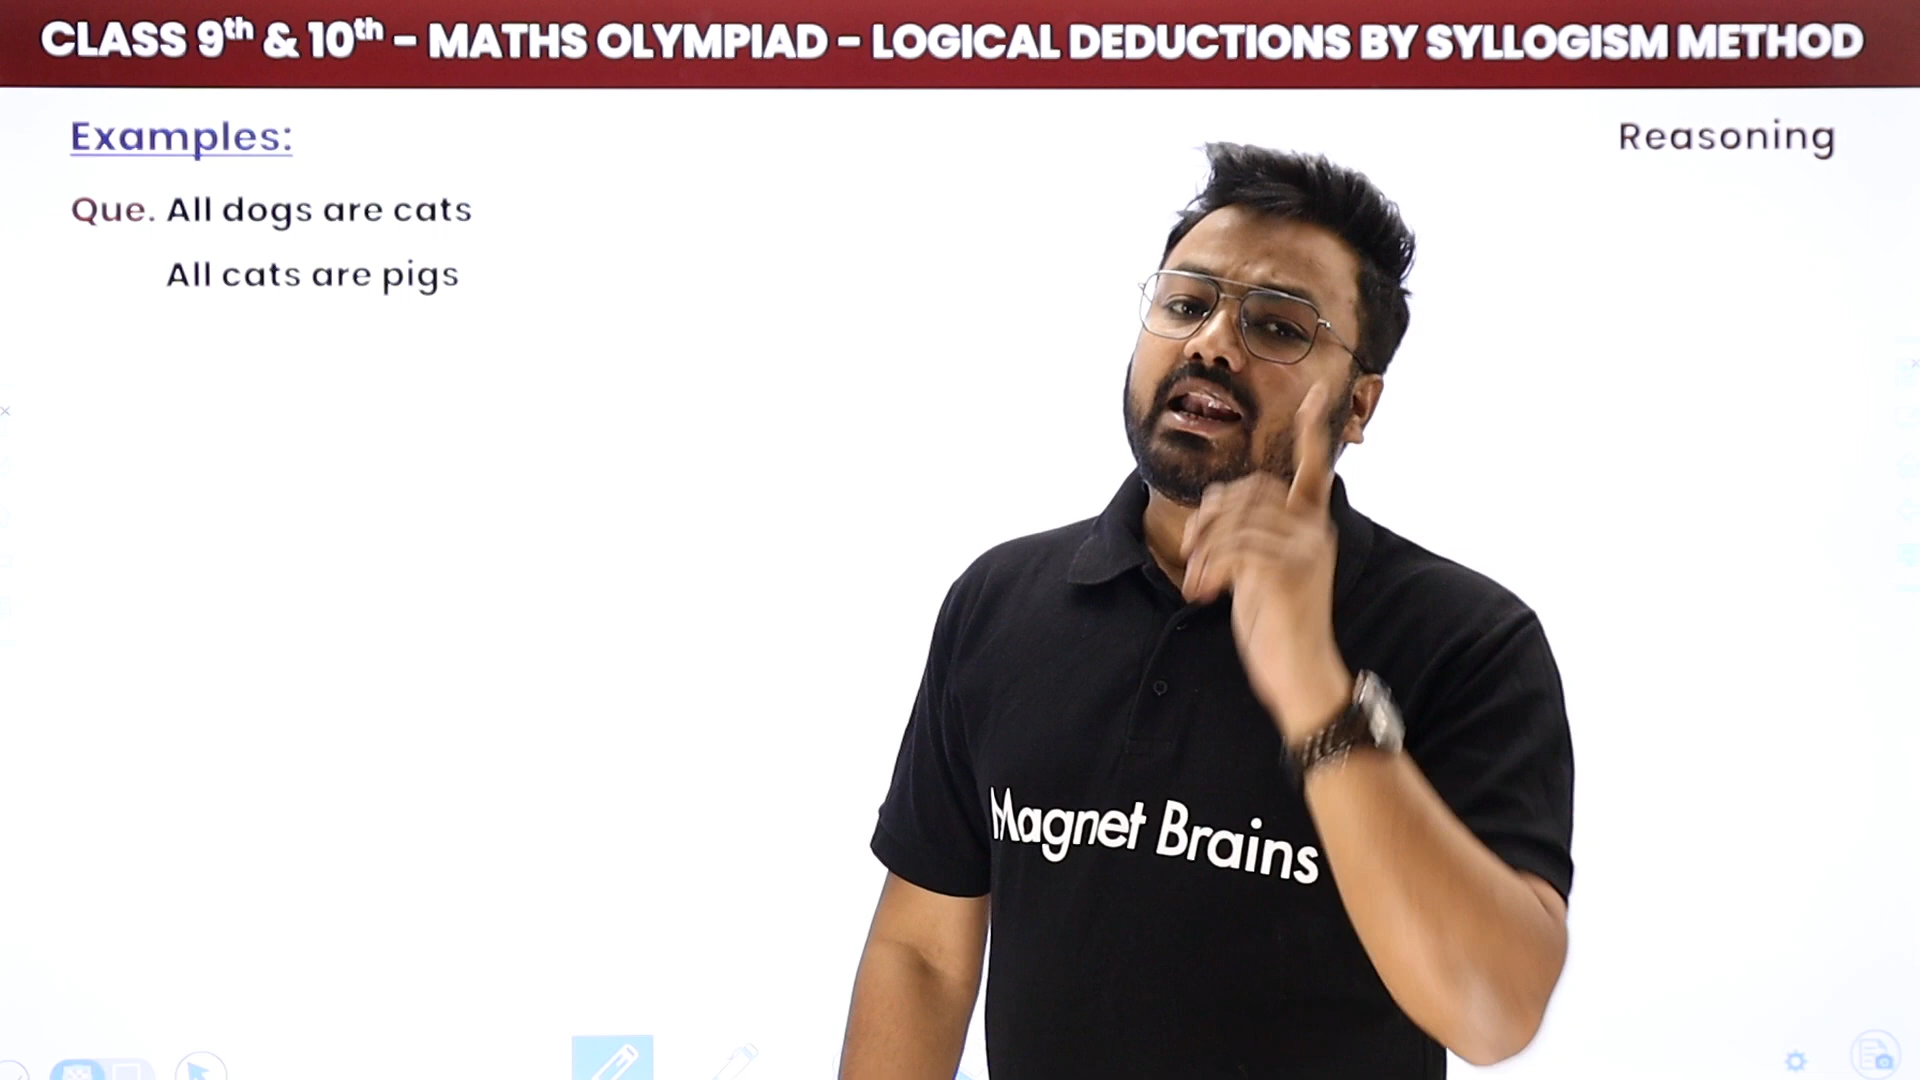 CLASS 9th & 10th - MATHS OLYMPIAD - LOGICAL DEDUCTIONS BY SYLLOGISM METHOD
Examples:
Reasoning
Que. All dogs are cats
All cats are pigs
Magnet Brains